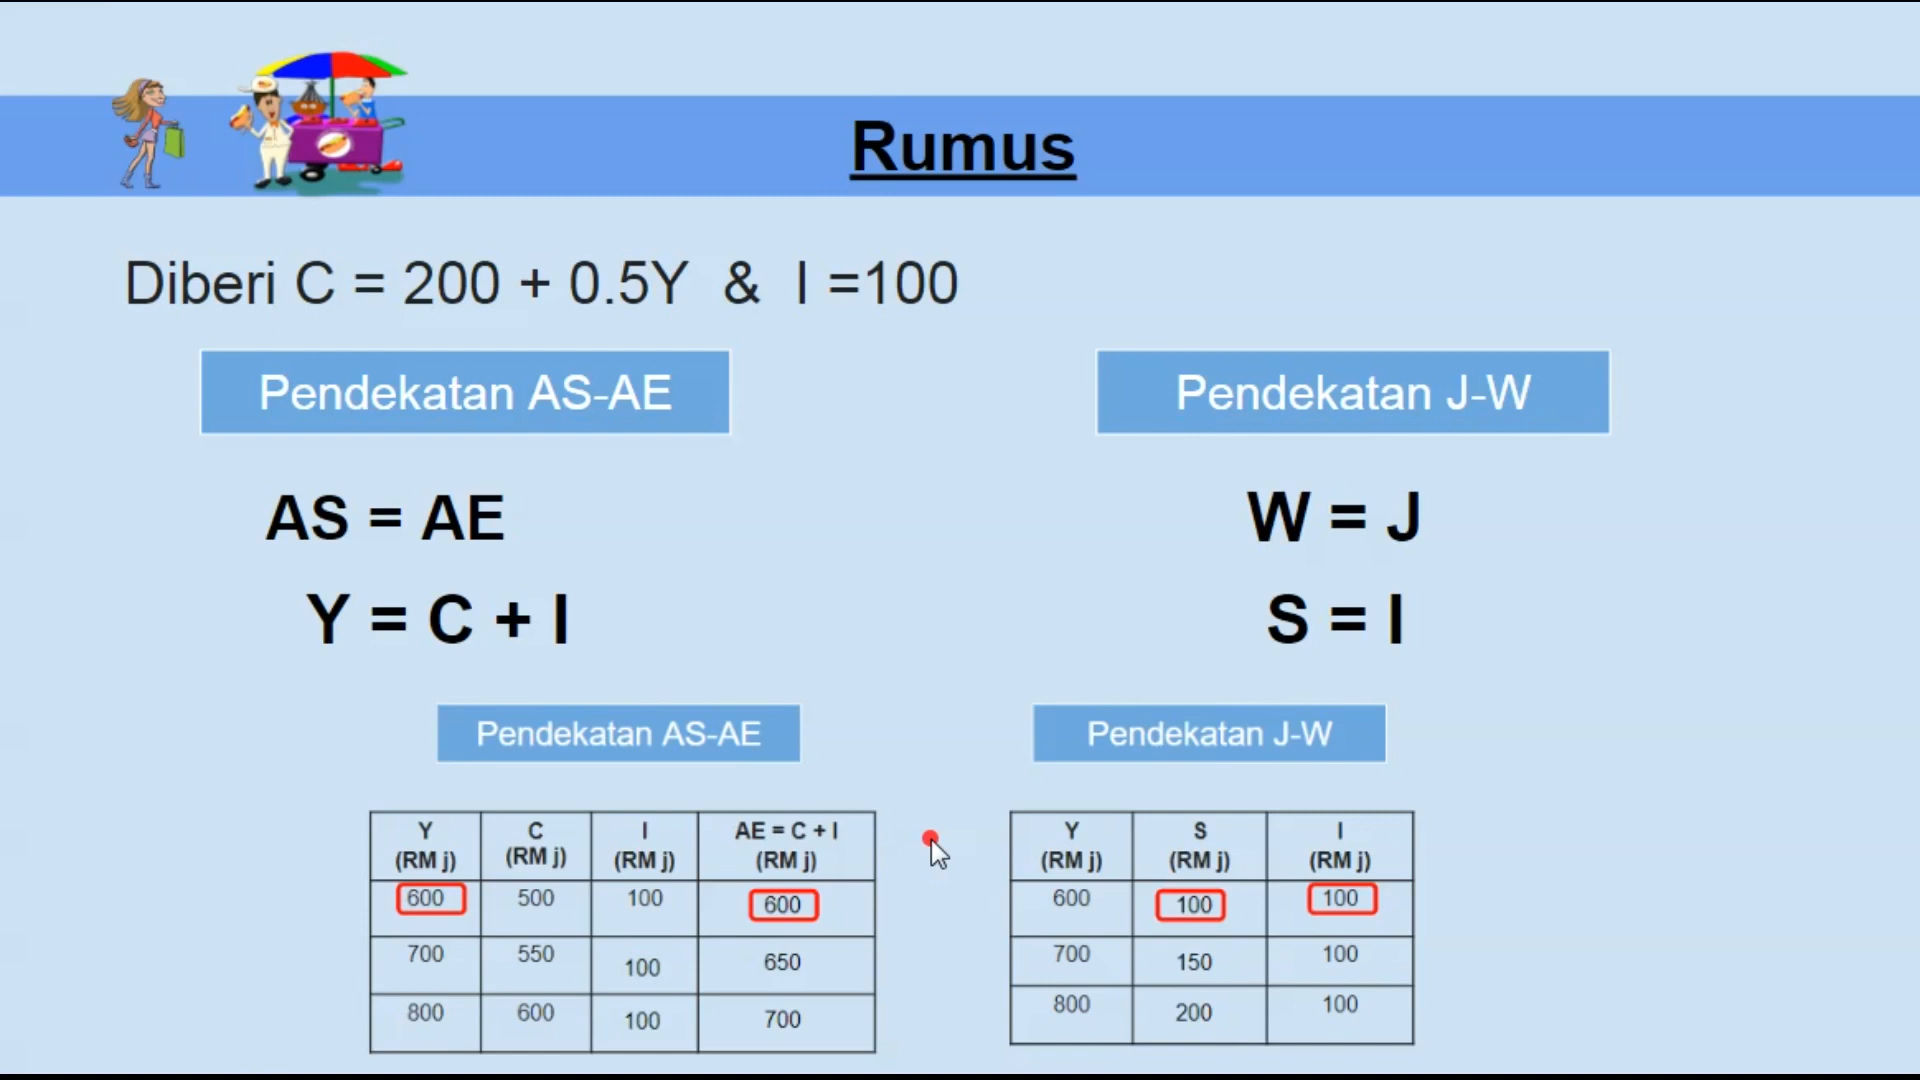 Rumus
Diberi C = 200 + 0.5Y & I =100
Pendekatan AS-AE
AS = AE
Y = C + I
Pendekatan J-W
W = J
S = I
Pendekatan AS-AE
Y (RM j) C (RM j) I (RM j) AE = C + I (RM j)
600 500 100 600
700 550 100 650
800 600 100 700
Pendekatan J-W
Y (RM j) S (RM j) I (RM j)
600 100 100
700 150 100
800 200 100